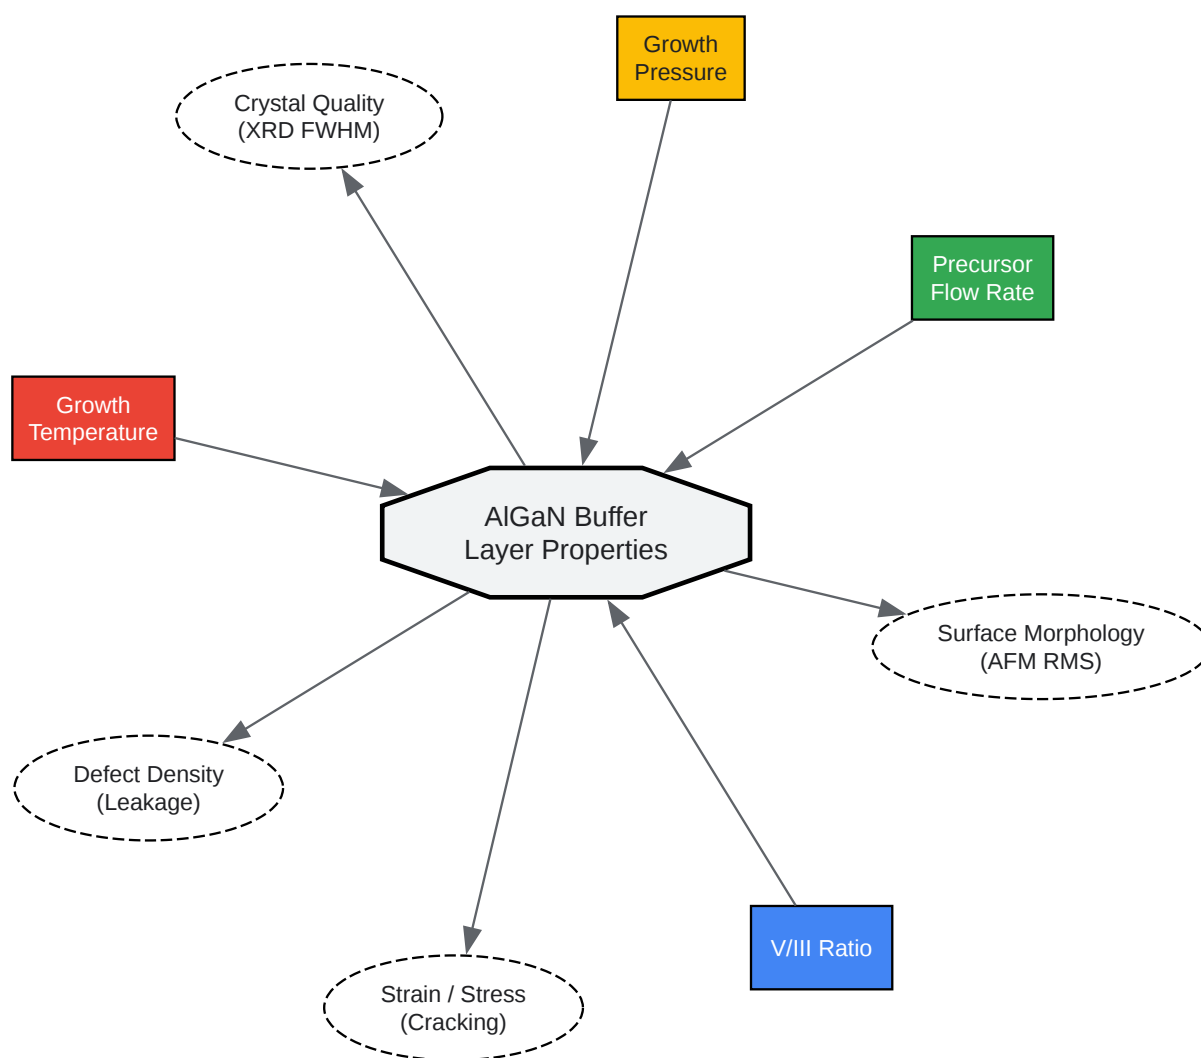 Growth
Pressure
Crystal Quality
(XRD FWHM)
Precursor
Flow Rate
Growth
Temperature
AlGaN Buffer
Layer Properties
Surface Morphology
(AFM RMS)
Defect Density
(Leakage)
V/III Ratio
Strain / Stress
(Cracking)